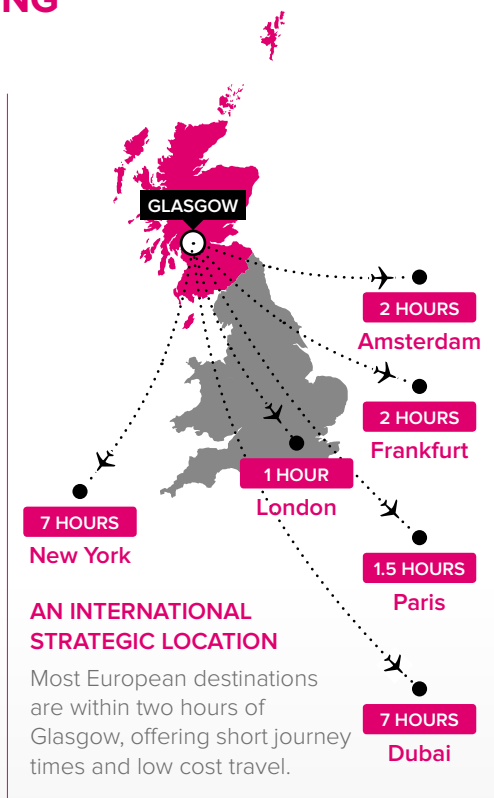 NG
GLASGOW
2 HOURS
Amsterdam
2 HOURS
Frankfurt
1 HOUR
London
7 HOURS
New York
1.5 HOURS
Paris
AN INTERNATIONAL
STRATEGIC LOCATION
Most European destinations
are within two hours of
Glasgow, offering short journey
times and low cost travel.
7 HOURS
Dubai